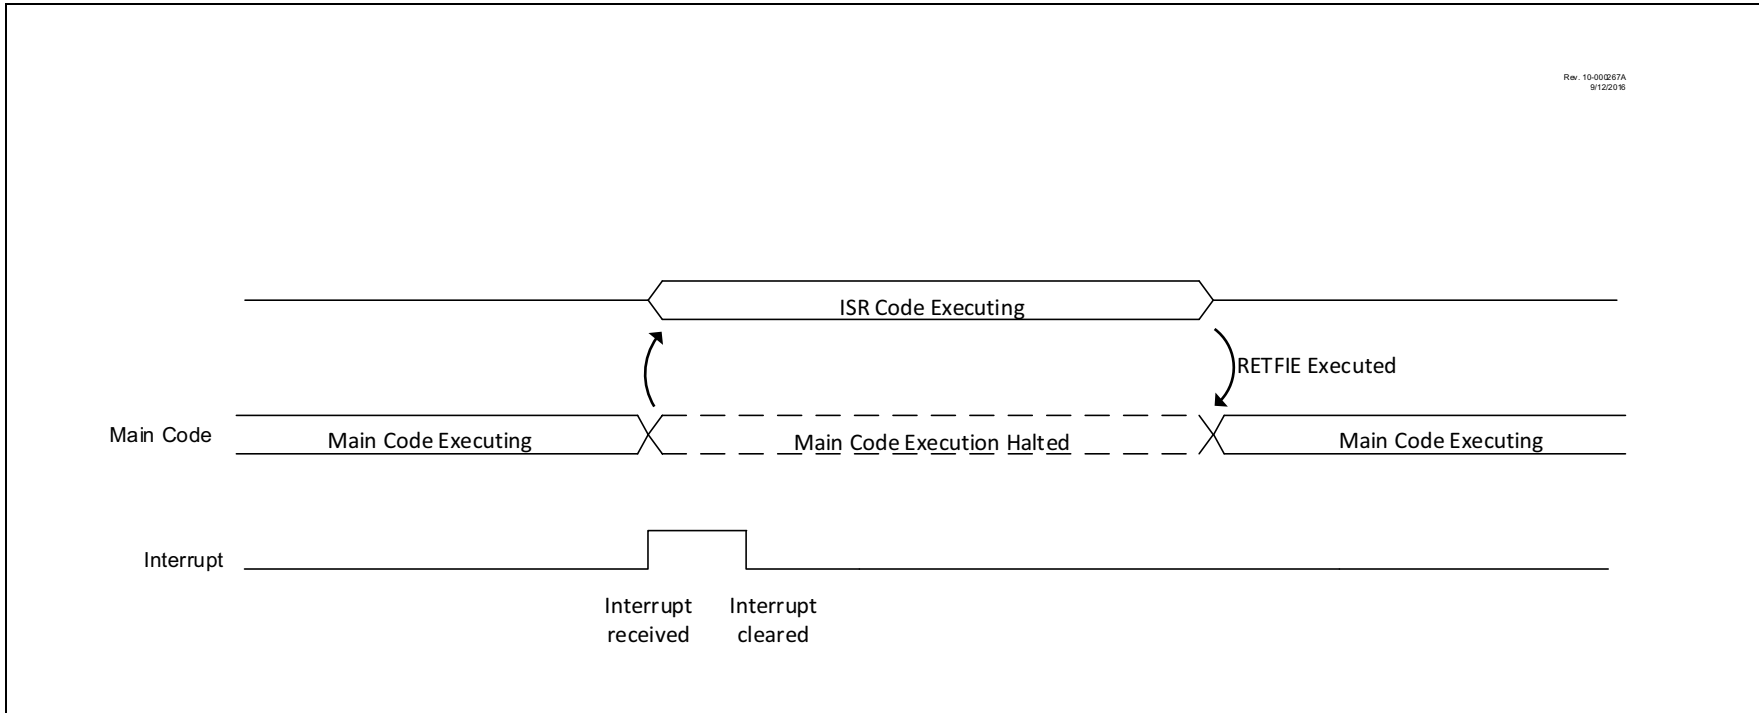 Rev. 10-000267A
9/12/2016
ISR Code Executing
RETFIE Executed
Main Code
Main Code Executing
Main Code Execution Halted
Main Code Executing
Interrupt
Interrupt
received
Interrupt
cleared